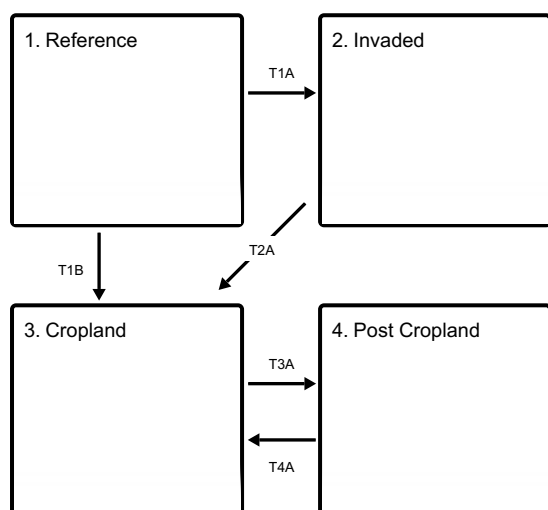 1. Reference
2. Invaded
T1A
T2A
T1B
3. Cropland
4. Post Cropland
T3A
T4A